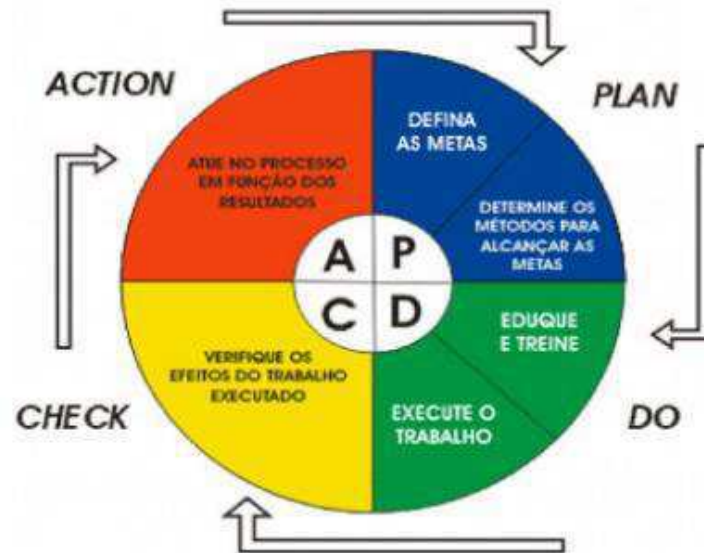 ACTION
PLAN
DEFINA
AS METAS
ATUE NO PROCESSO
EM FUNÇÃO DOS
RESULTADOS
DETERMINE OS
MÉTODOS PARA
ALCANÇAR AS
METAS
A P
C D
EDUQUE
E TREINE
VERIFIQUE OS
EFEITOS DO TRABALHO
EXECUTADO
EXECUTE O
TRABALHO
CHECK
DO